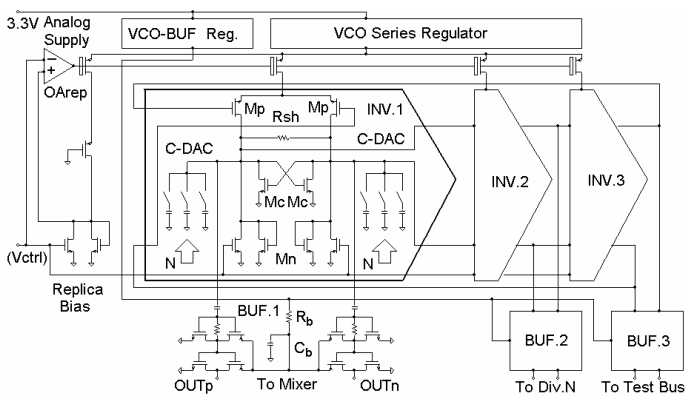 3.3V Analog Supply
VCO-BUF Reg.
VCO Series Regulator
−
+
OArep
Mp
Mp
INV.1
Rsh
C-DAC
C-DAC
INV.2
INV.3
Mc Mc
Mn
N
N
(Vctrl)
Replica Bias
BUF.1
Rb
Cb
BUF.2
BUF.3
OUTp
To Mixer
OUTn
To Div.N
To Test Bus